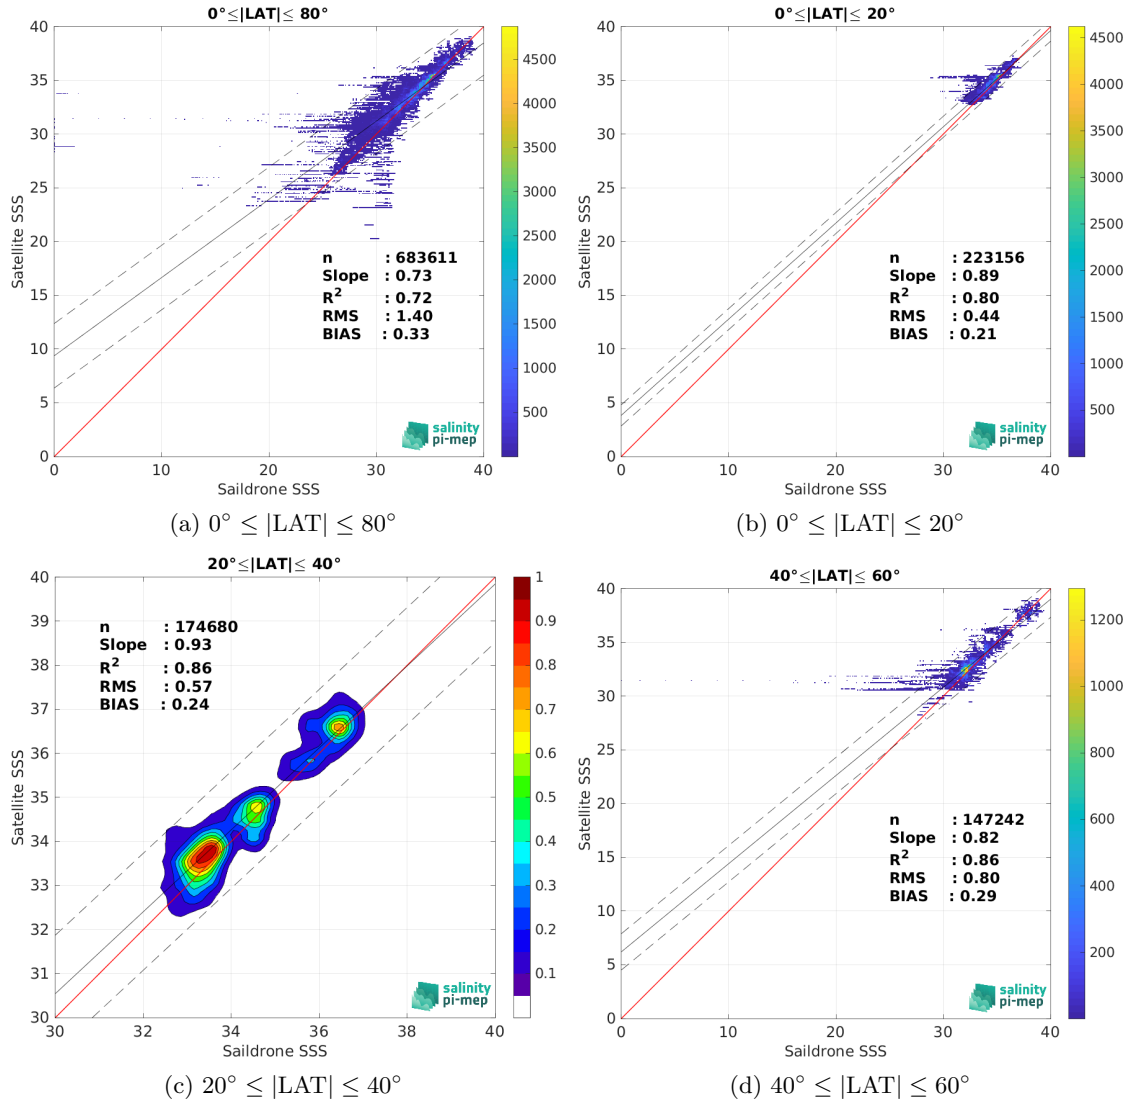 0°≤|LAT|≤ 80°
40
35
30
25
20
15
10
5
0
Satellite SSS
0
10
20
30
40
Saildrone SSS
n : 683611
Slope : 0.73
R² : 0.72
RMS : 1.40
BIAS : 0.33
salinity
pi-mep
4500
4000
3500
3000
2500
2000
1500
1000
500
(a) 0° ≤ |LAT| ≤ 80°
0°≤|LAT|≤ 20°
40
35
30
25
20
15
10
5
0
Satellite SSS
0
10
20
30
40
Saildrone SSS
n : 223156
Slope : 0.89
R² : 0.80
RMS : 0.44
BIAS : 0.21
salinity
pi-mep
4500
4000
3500
3000
2500
2000
1500
1000
500
(b) 0° ≤ |LAT| ≤ 20°
20°≤|LAT|≤ 40°
40
39
38
37
36
35
34
33
32
31
30
Satellite SSS
30
32
34
36
38
40
Saildrone SSS
n : 174680
Slope : 0.93
R² : 0.86
RMS : 0.57
BIAS : 0.24
salinity
pi-mep
1
0.9
0.8
0.7
0.6
0.5
0.4
0.3
0.2
0.1
(c) 20° ≤ |LAT| ≤ 40°
40°≤|LAT|≤ 60°
40
35
30
25
20
15
10
5
0
Satellite SSS
0
10
20
30
40
Saildrone SSS
n : 147242
Slope : 0.82
R² : 0.86
RMS : 0.80
BIAS : 0.29
salinity
pi-mep
1200
1000
800
600
400
200
(d) 40° ≤ |LAT| ≤ 60°